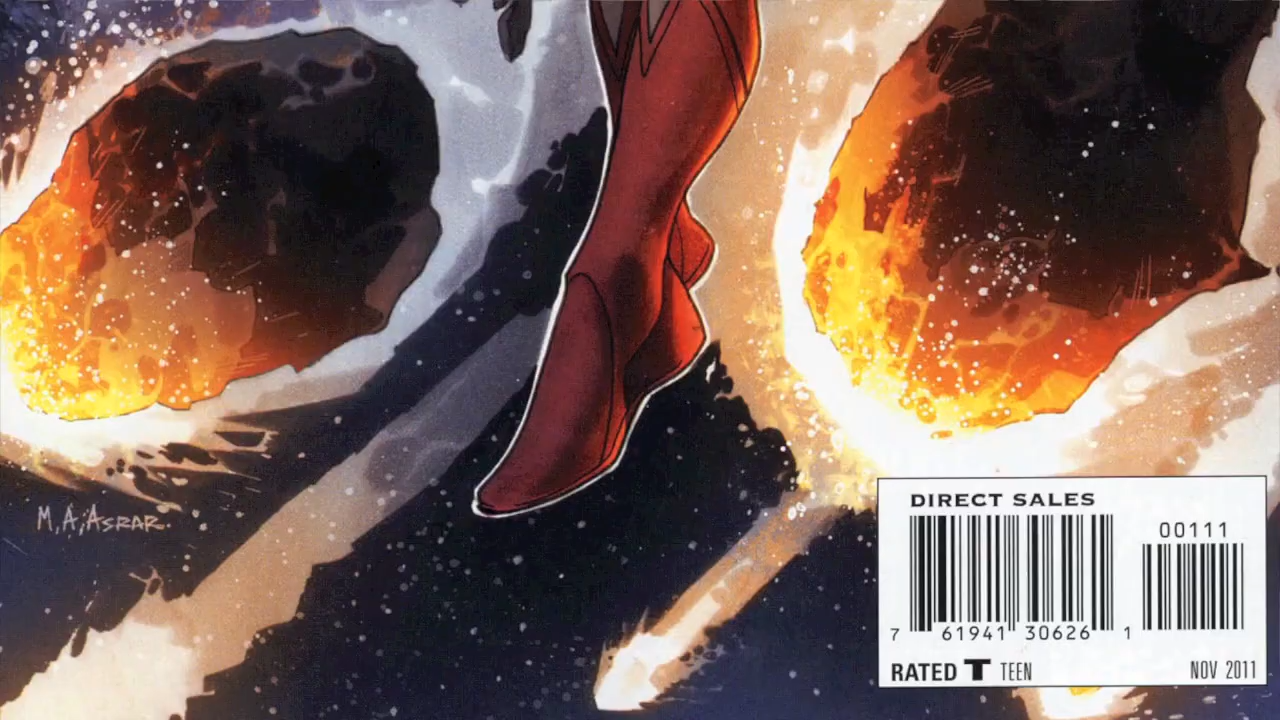 M.A.ASRAR.
DIRECT SALES
00111
7 61941 30626 1
RATED T TEEN
NOV 2011